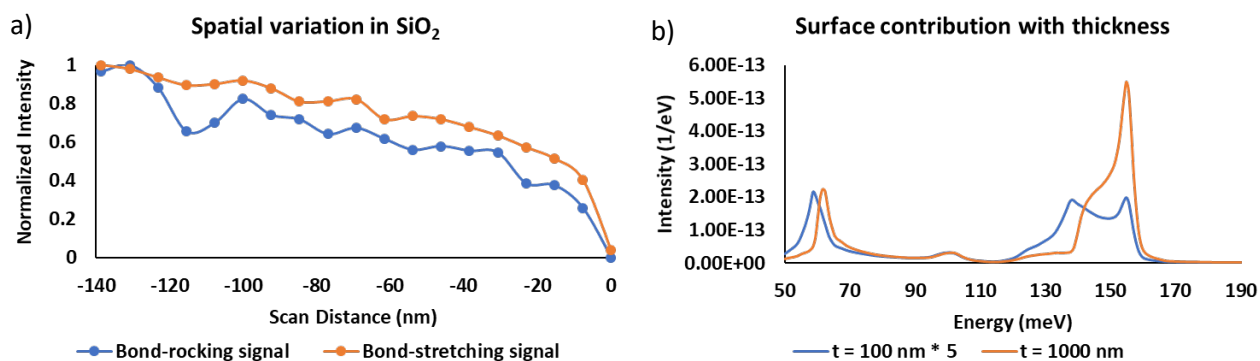 a)
Spatial variation in SiO₂
Normalized Intensity
1
0.8
0.6
0.4
0.2
0
-140 -120 -100 -80 -60 -40 -20 0
Scan Distance (nm)
Bond-rocking signal Bond-stretching signal
b)
Surface contribution with thickness
Intensity (1/eV)
6.00E-13
5.00E-13
4.00E-13
3.00E-13
2.00E-13
1.00E-13
0.00E+00
50 70 90 110 130 150 170 190
Energy (meV)
t = 100 nm * 5 t = 1000 nm